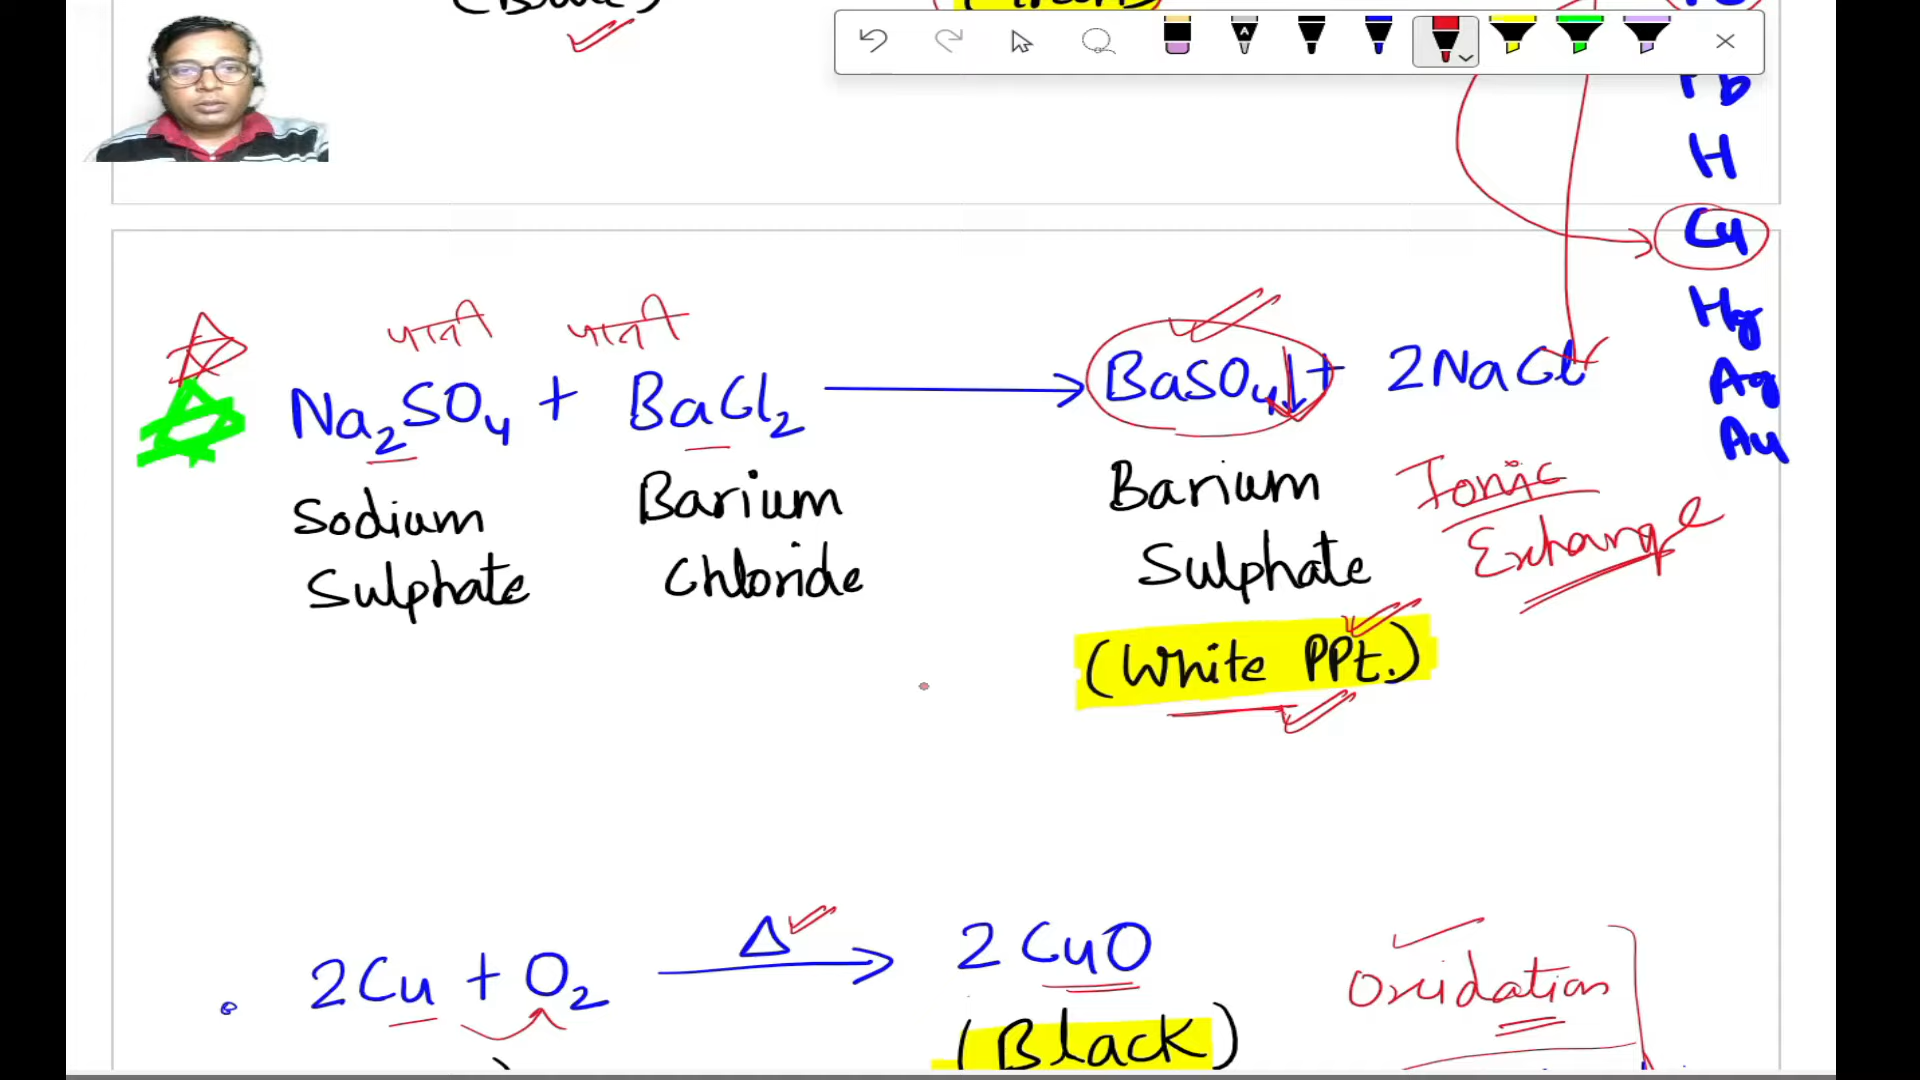 Pb
H
Cu
Hg
Ag
Au
पानी पानी
Na₂SO₄ + BaCl₂ ⟶ BaSO₄↓ + 2NaCl
Sodium Sulphate
Barium Chloride
Barium Sulphate
(White PPt.)
Ionic Exchange
2Cu + O₂ —Δ→ 2CuO
(Black)
Oxidation